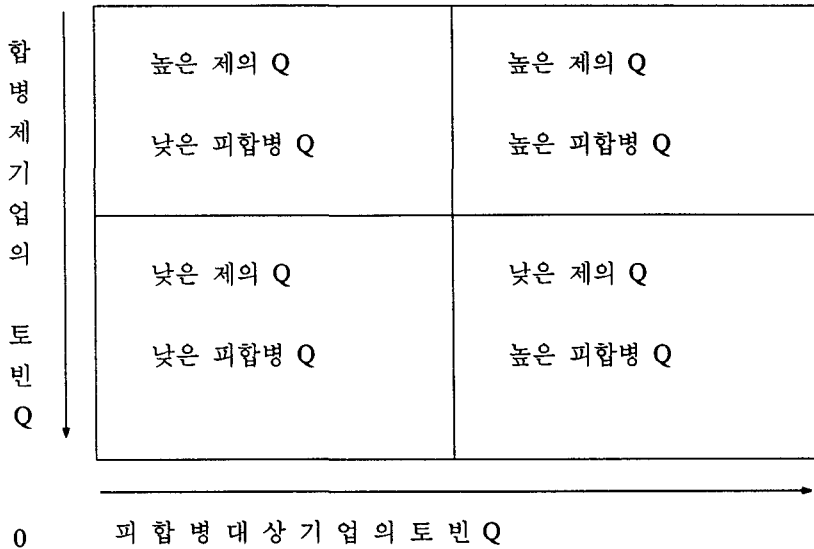 합병제기업의 토빈Q
높은 제의 Q
높은 제의 Q
낮은 피합병 Q
높은 피합병 Q
낮은 제의 Q
낮은 제의 Q
낮은 피합병 Q
높은 피합병 Q
0
피합병대상기업의토빈Q